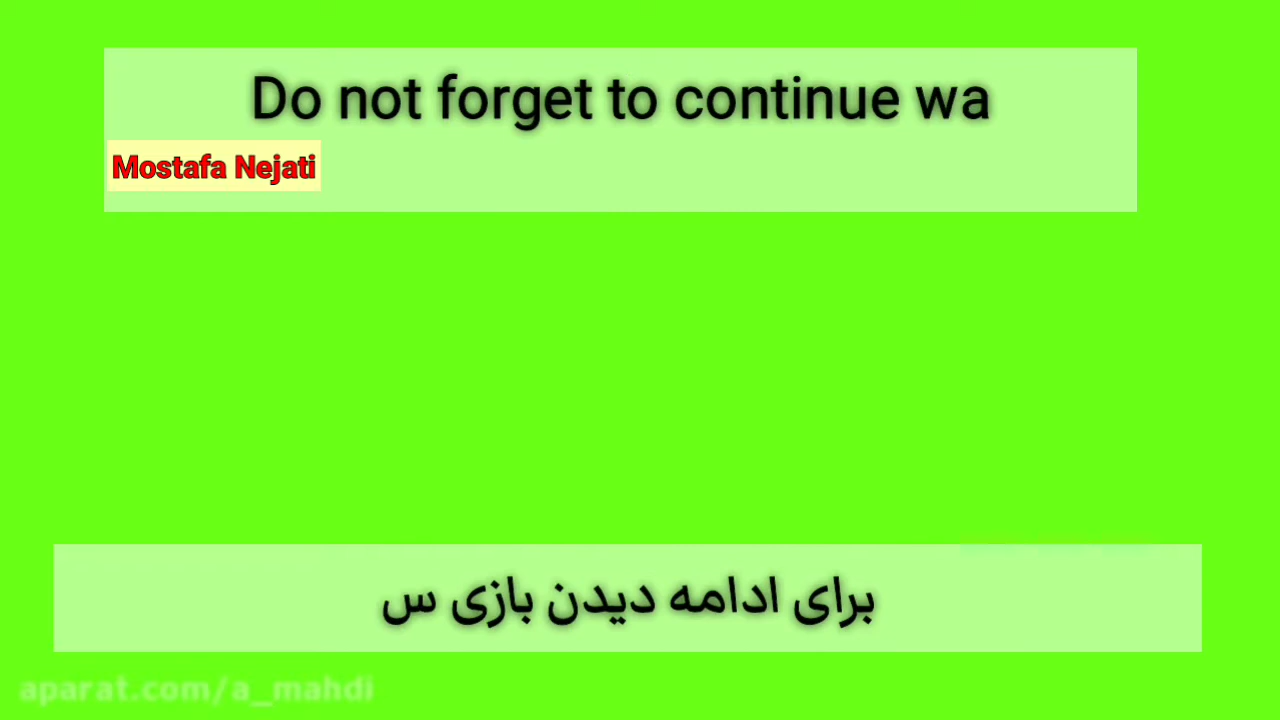 Do not forget to continue wa
Mostafa Nejati
برای ادامه دیدن بازی س
aparat.com/a_mahdi